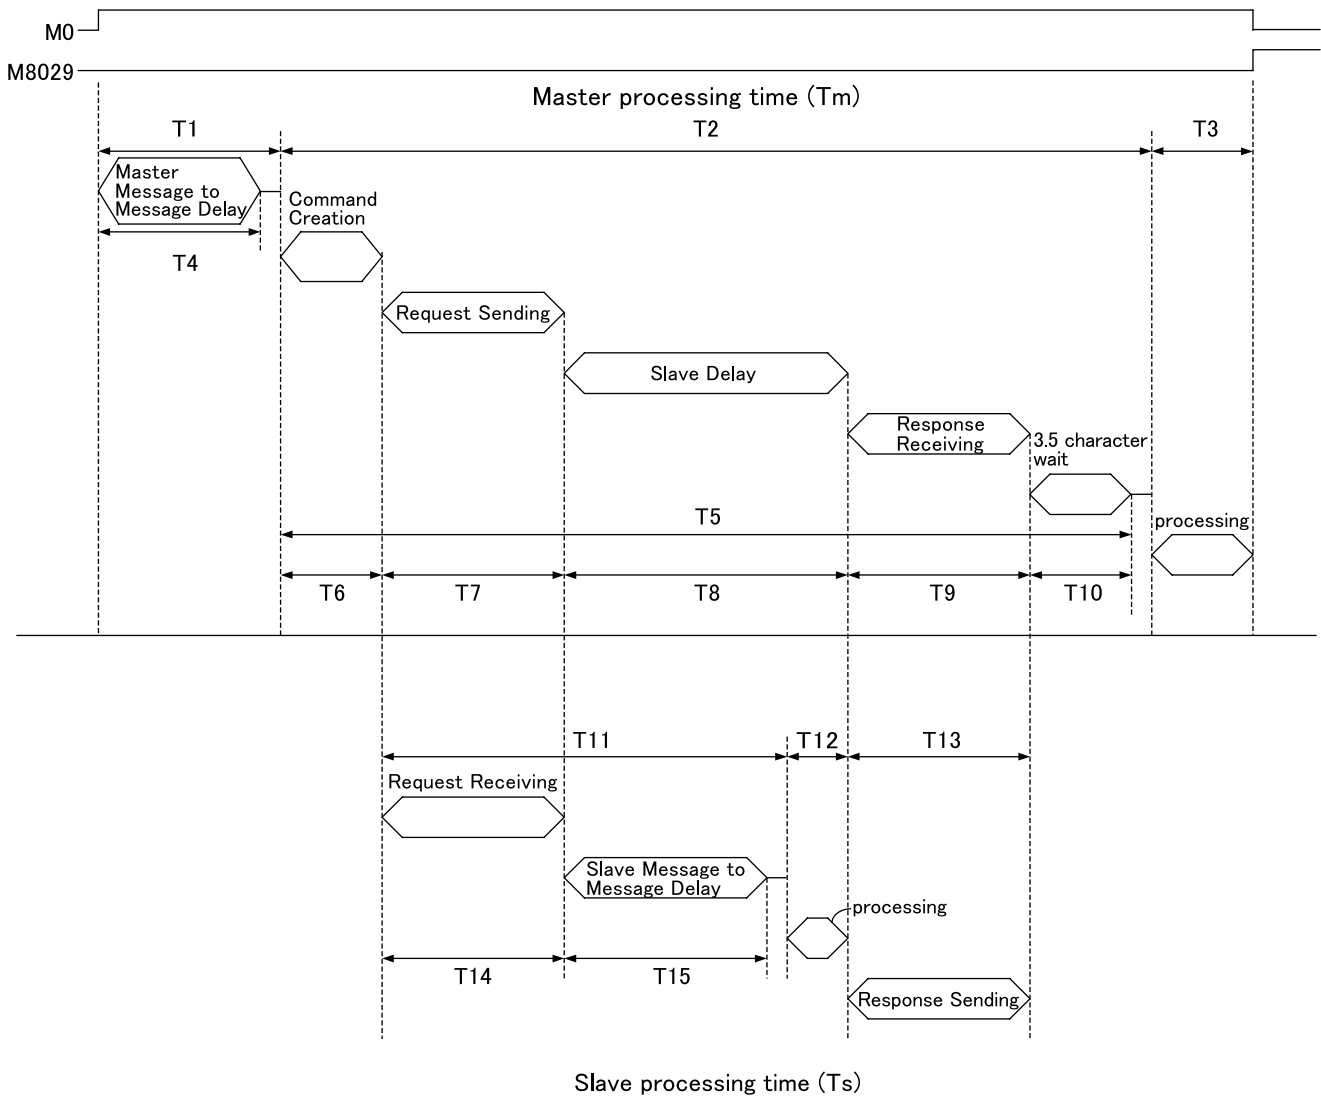 M0
M8029
Master processing time (Tm)
T1
T2
T3
Master
Message to
Message Delay
T4
Command
Creation
Request Sending
Slave Delay
Response
Receiving
3.5 character
wait
T5
processing
T6
T7
T8
T9
T10
T11
T12
T13
Request Receiving
Slave Message to
Message Delay
processing
T14
T15
Response Sending
Slave processing time (Ts)